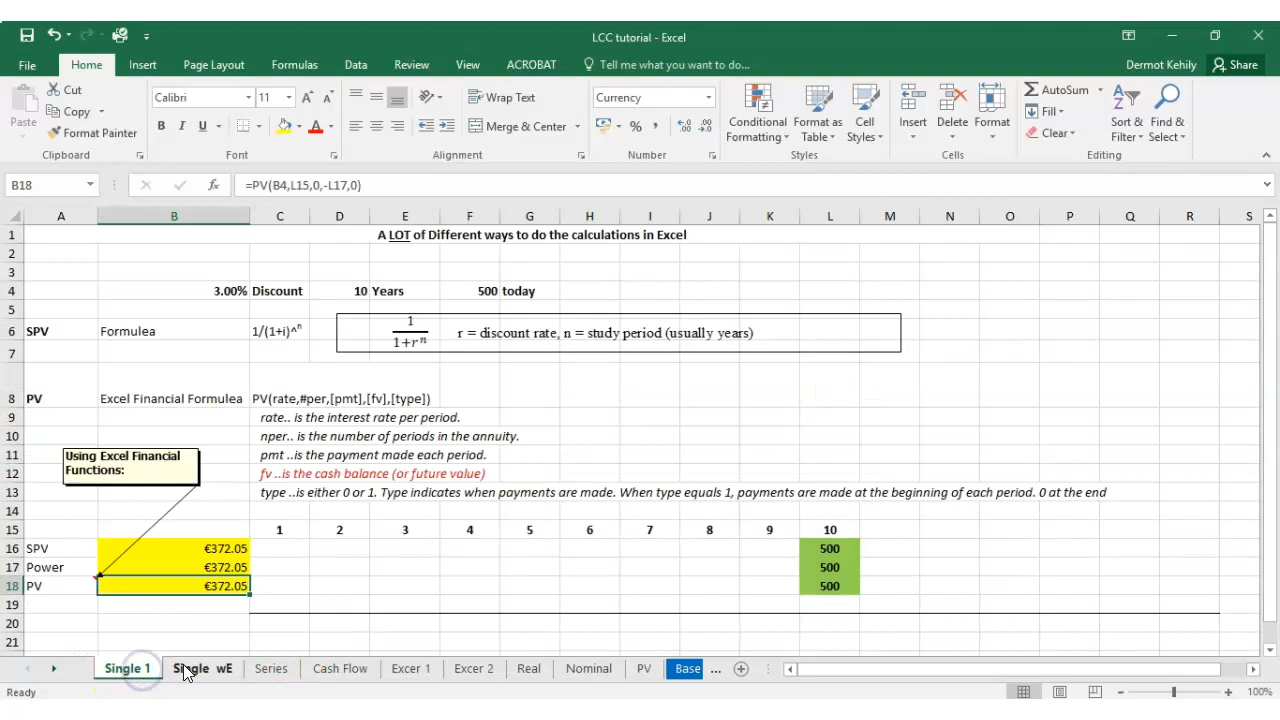 LCC tutorial - Excel
File Home Insert Page Layout Formulas Data Review View ACROBAT Tell me what you want to do... Dermot Kehily Share
Paste Cut Copy Format Painter Clipboard
Calibri 11 B I U A Font
Wrap Text Merge & Center Alignment
Currency % , Number
Conditional Formatting Format as Table Cell Styles Styles
Insert Delete Format Cells
AutoSum Fill Clear Sort & Filter Find & Select Editing
B18 fx =PV(B4,L15,0,-L17,0)
A B C D E F G H I J K L M N O P Q R S
1 A LOT of Different ways to do the calculations in Excel
2
3
4 3.00% Discount 10 Years 500 today
5
6 SPV Formulea 1/(1+i)^n 1/1+r^n r = discount rate, n = study period (usually years)
7
8 PV Excel Financial Formulea PV(rate,#per,[pmt],[fv],[type])
9 rate.. is the interest rate per period.
10 nper.. is the number of periods in the annuity.
11 pmt ..is the payment made each period.
Using Excel Financial
Functions:
12 fv ..is the cash balance (or future value)
13 type ..is either 0 or 1. Type indicates when payments are made. When type equals 1, payments are made at the beginning of each period. 0 at the end
14
15 1 2 3 4 5 6 7 8 9 10
16 SPV €372.05 500
17 Power €372.05 500
18 PV €372.05 500
19
20
21
Single 1 Single wE Series Cash Flow Excer 1 Excer 2 Real Nominal PV Base ...
Ready 100%